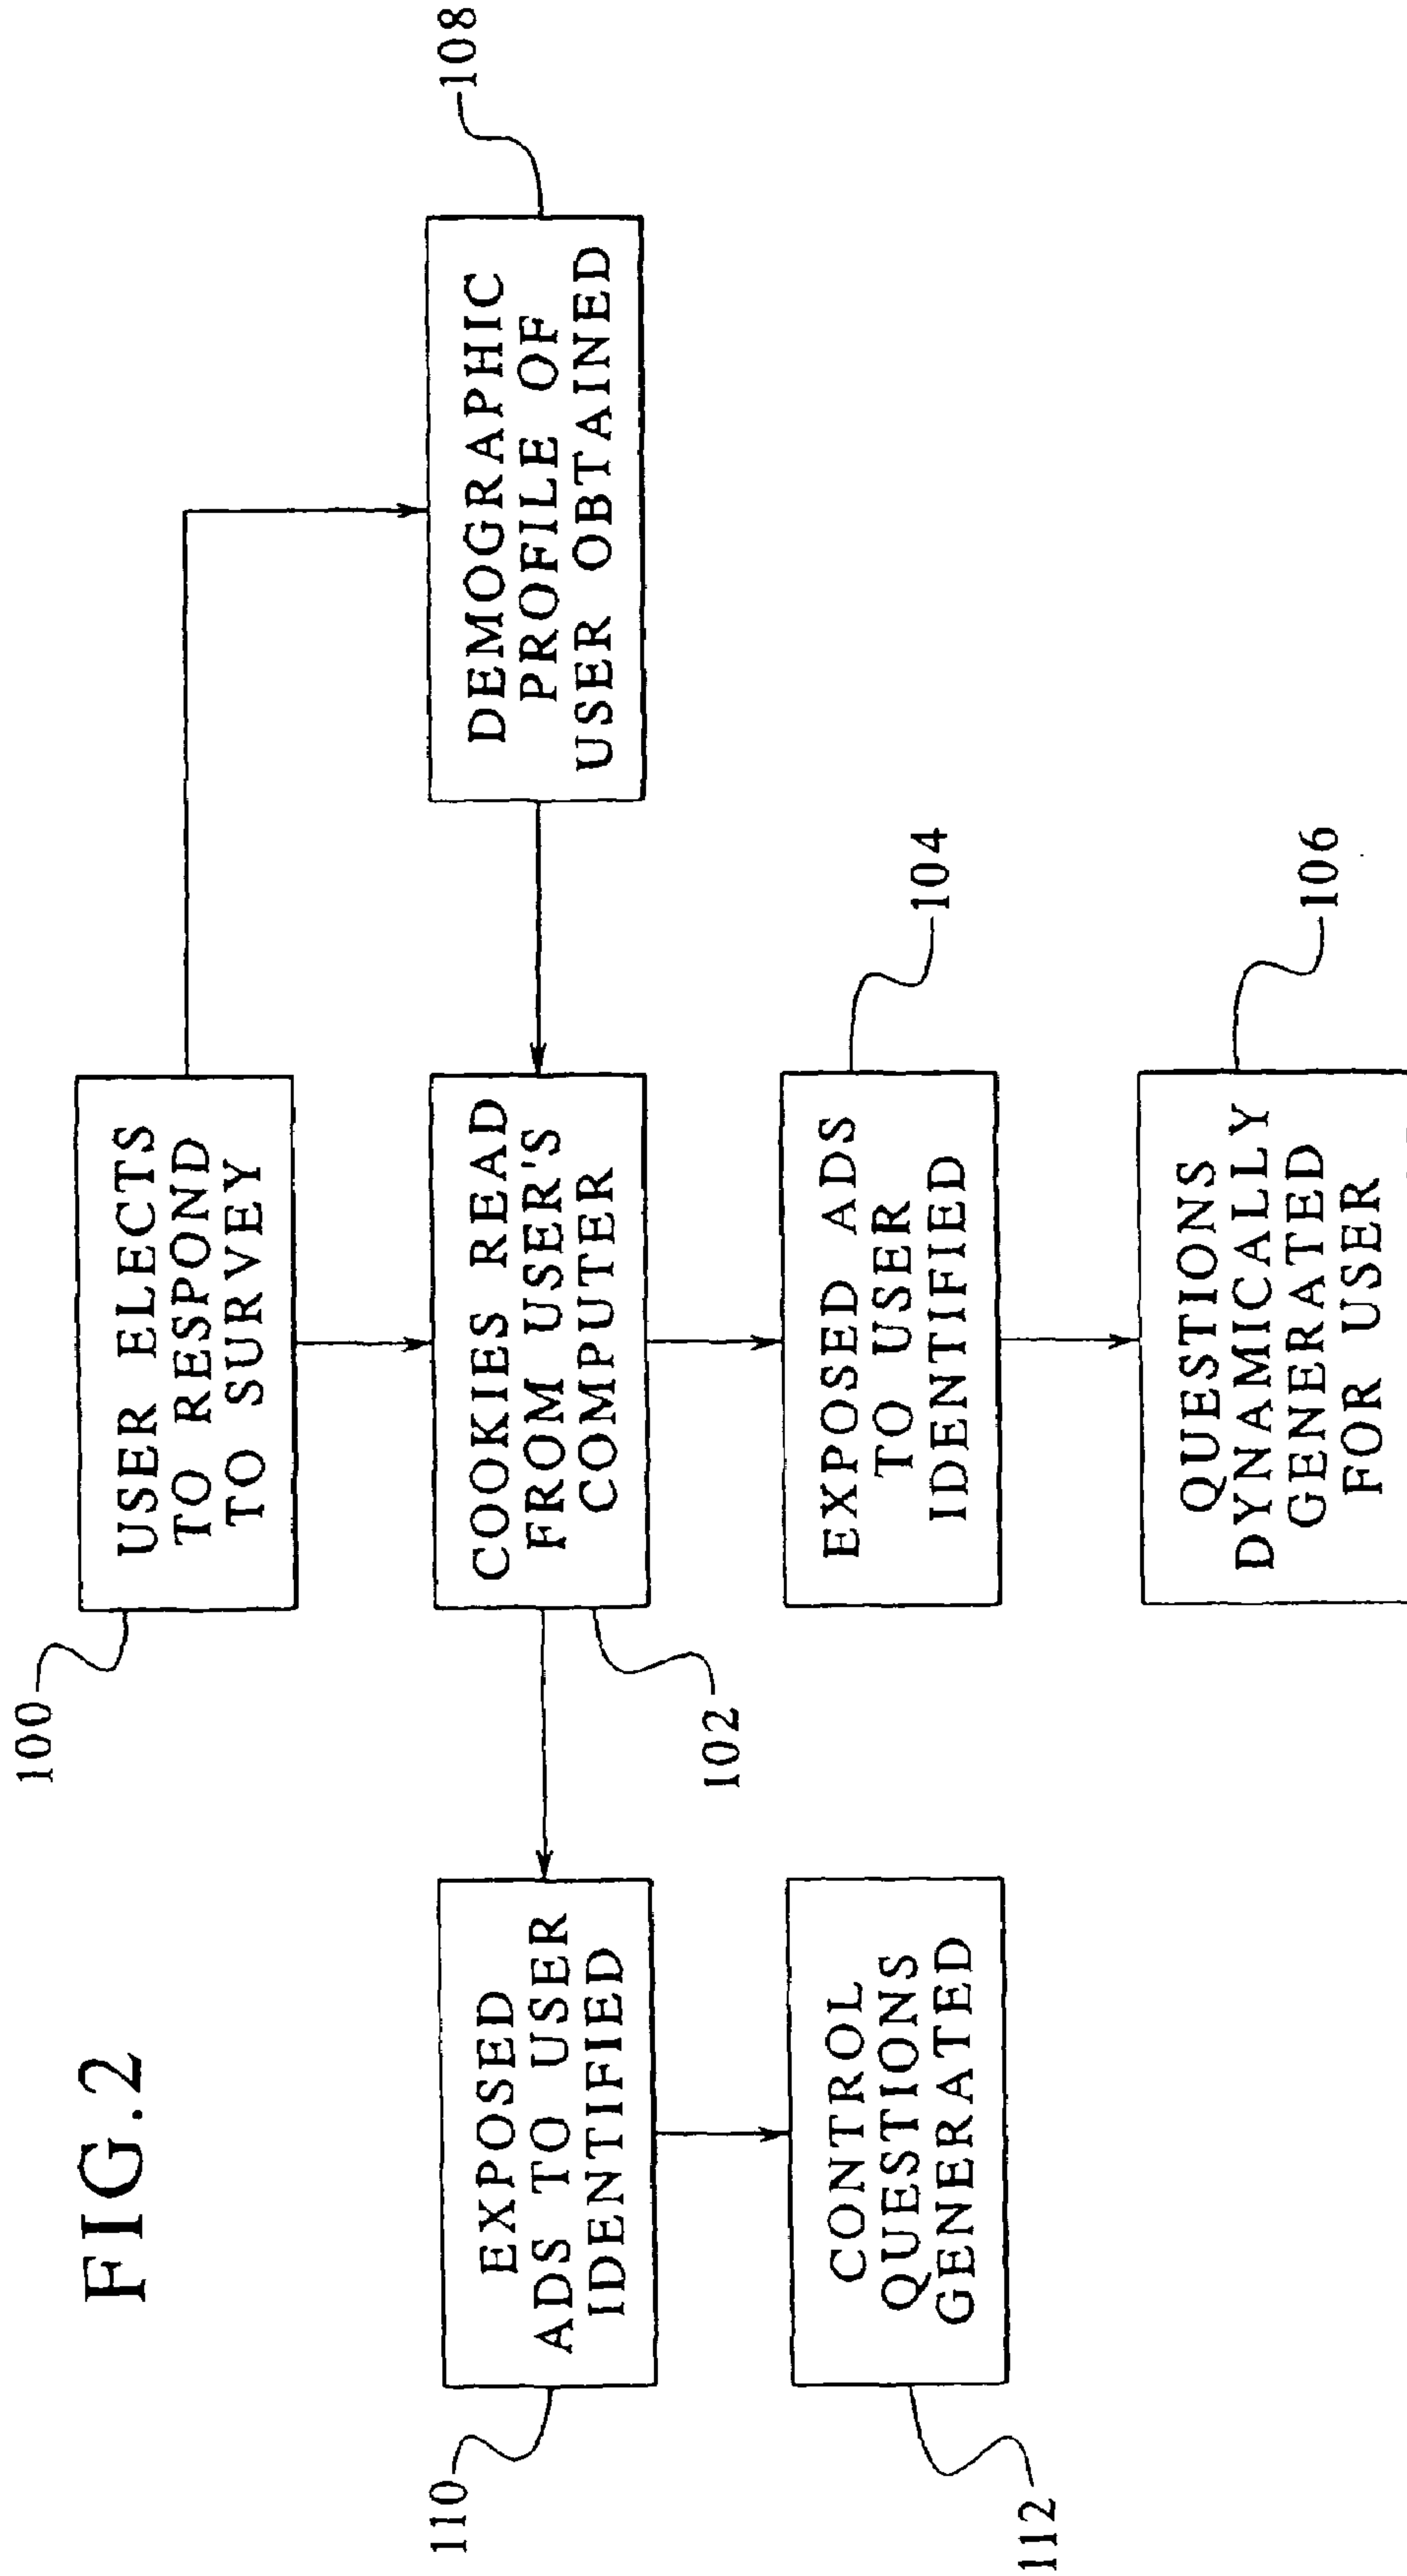 FIG.2
100
USER ELECTS
TO RESPOND
TO SURVEY
108
DEMOGRAPHIC
PROFILE OF
USER OBTAINED
COOKIES READ
FROM USER'S
COMPUTER
102
110
EXPOSED
ADS TO USER
IDENTIFIED
EXPOSED ADS
TO USER
IDENTIFIED
104
112
CONTROL
QUESTIONS
GENERATED
QUESTIONS
DYNAMICALLY
GENERATED
FOR USER
106